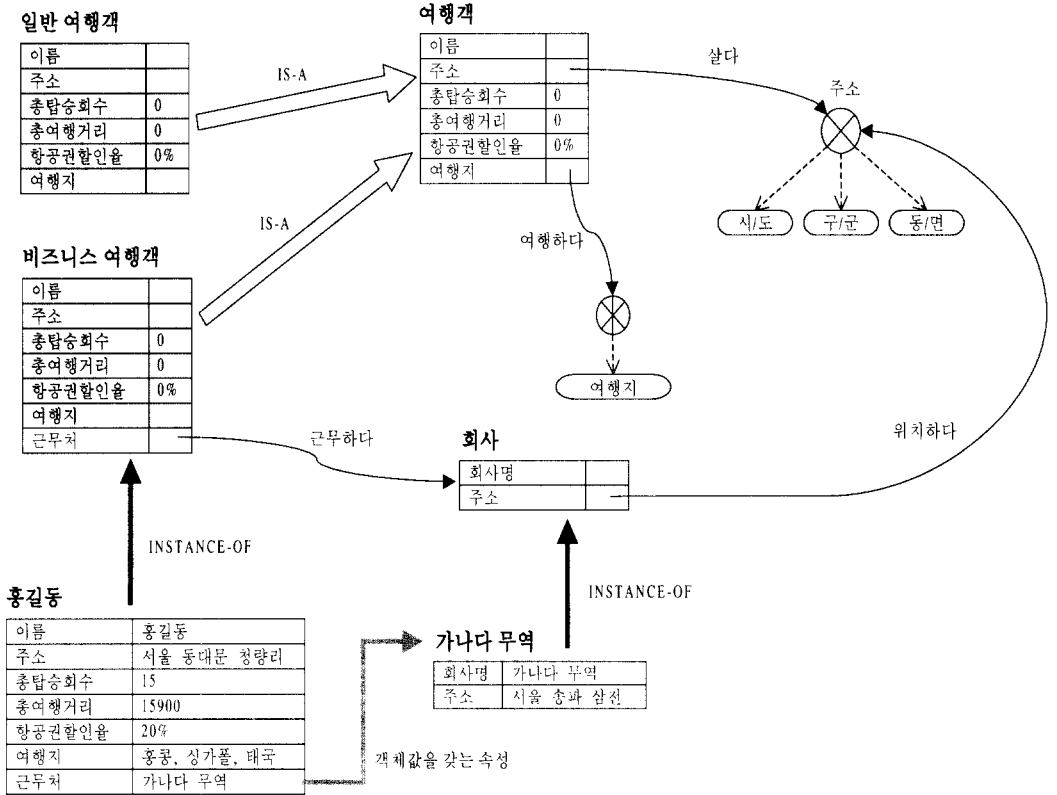 일반 여행객
이름
주소
총탑승회수 0
총여행거리 0
항공권할인율 0%
여행지
IS-A
여행객
이름
주소
총탑승회수 0
총여행거리 0
항공권할인율 0%
여행지
살다
주소
시/도
구/군
동/면
IS-A
여행하다
여행지
비즈니스 여행객
이름
주소
총탑승회수 0
총여행거리 0
항공권할인율 0%
여행지
근무처
근무하다
회사
회사명
주소
위치하다
INSTANCE-OF
INSTANCE-OF
홍길동
이름 홍길동
주소 서울 동대문 청량리
총탑승회수 15
총여행거리 15900
항공권할인율 20%
여행지 홍콩, 싱가폴, 태국
근무처 가나다 무역
가나다 무역
회사명 가나다 무역
주소 서울 송파 삼전
객체값을 갖는 속성